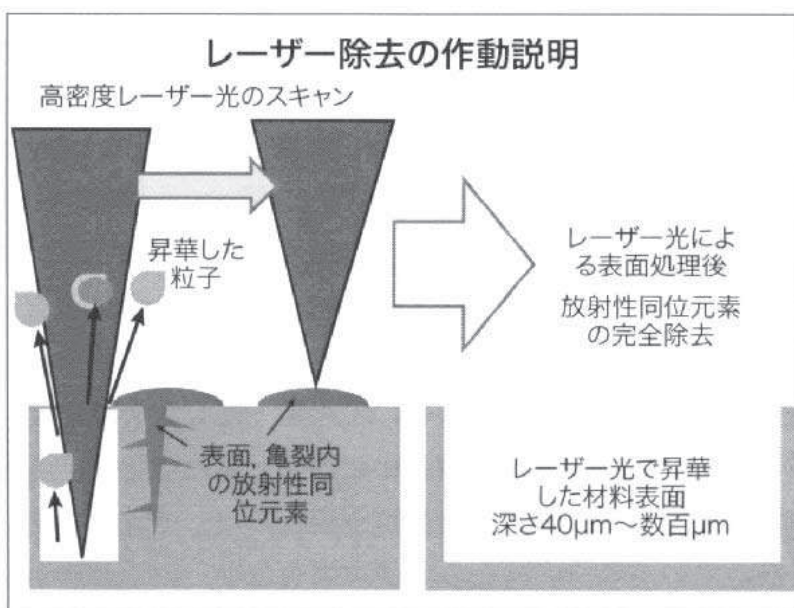 レーザー除去の作動説明
高密度レーザー光のスキャン
昇華した
粒子
表面, 亀裂内
の放射性同
位元素
レーザー光によ
る表面処理後
放射性同位元素
の完全除去
レーザー光で昇華
した材料表面
深さ40μm～数百μm